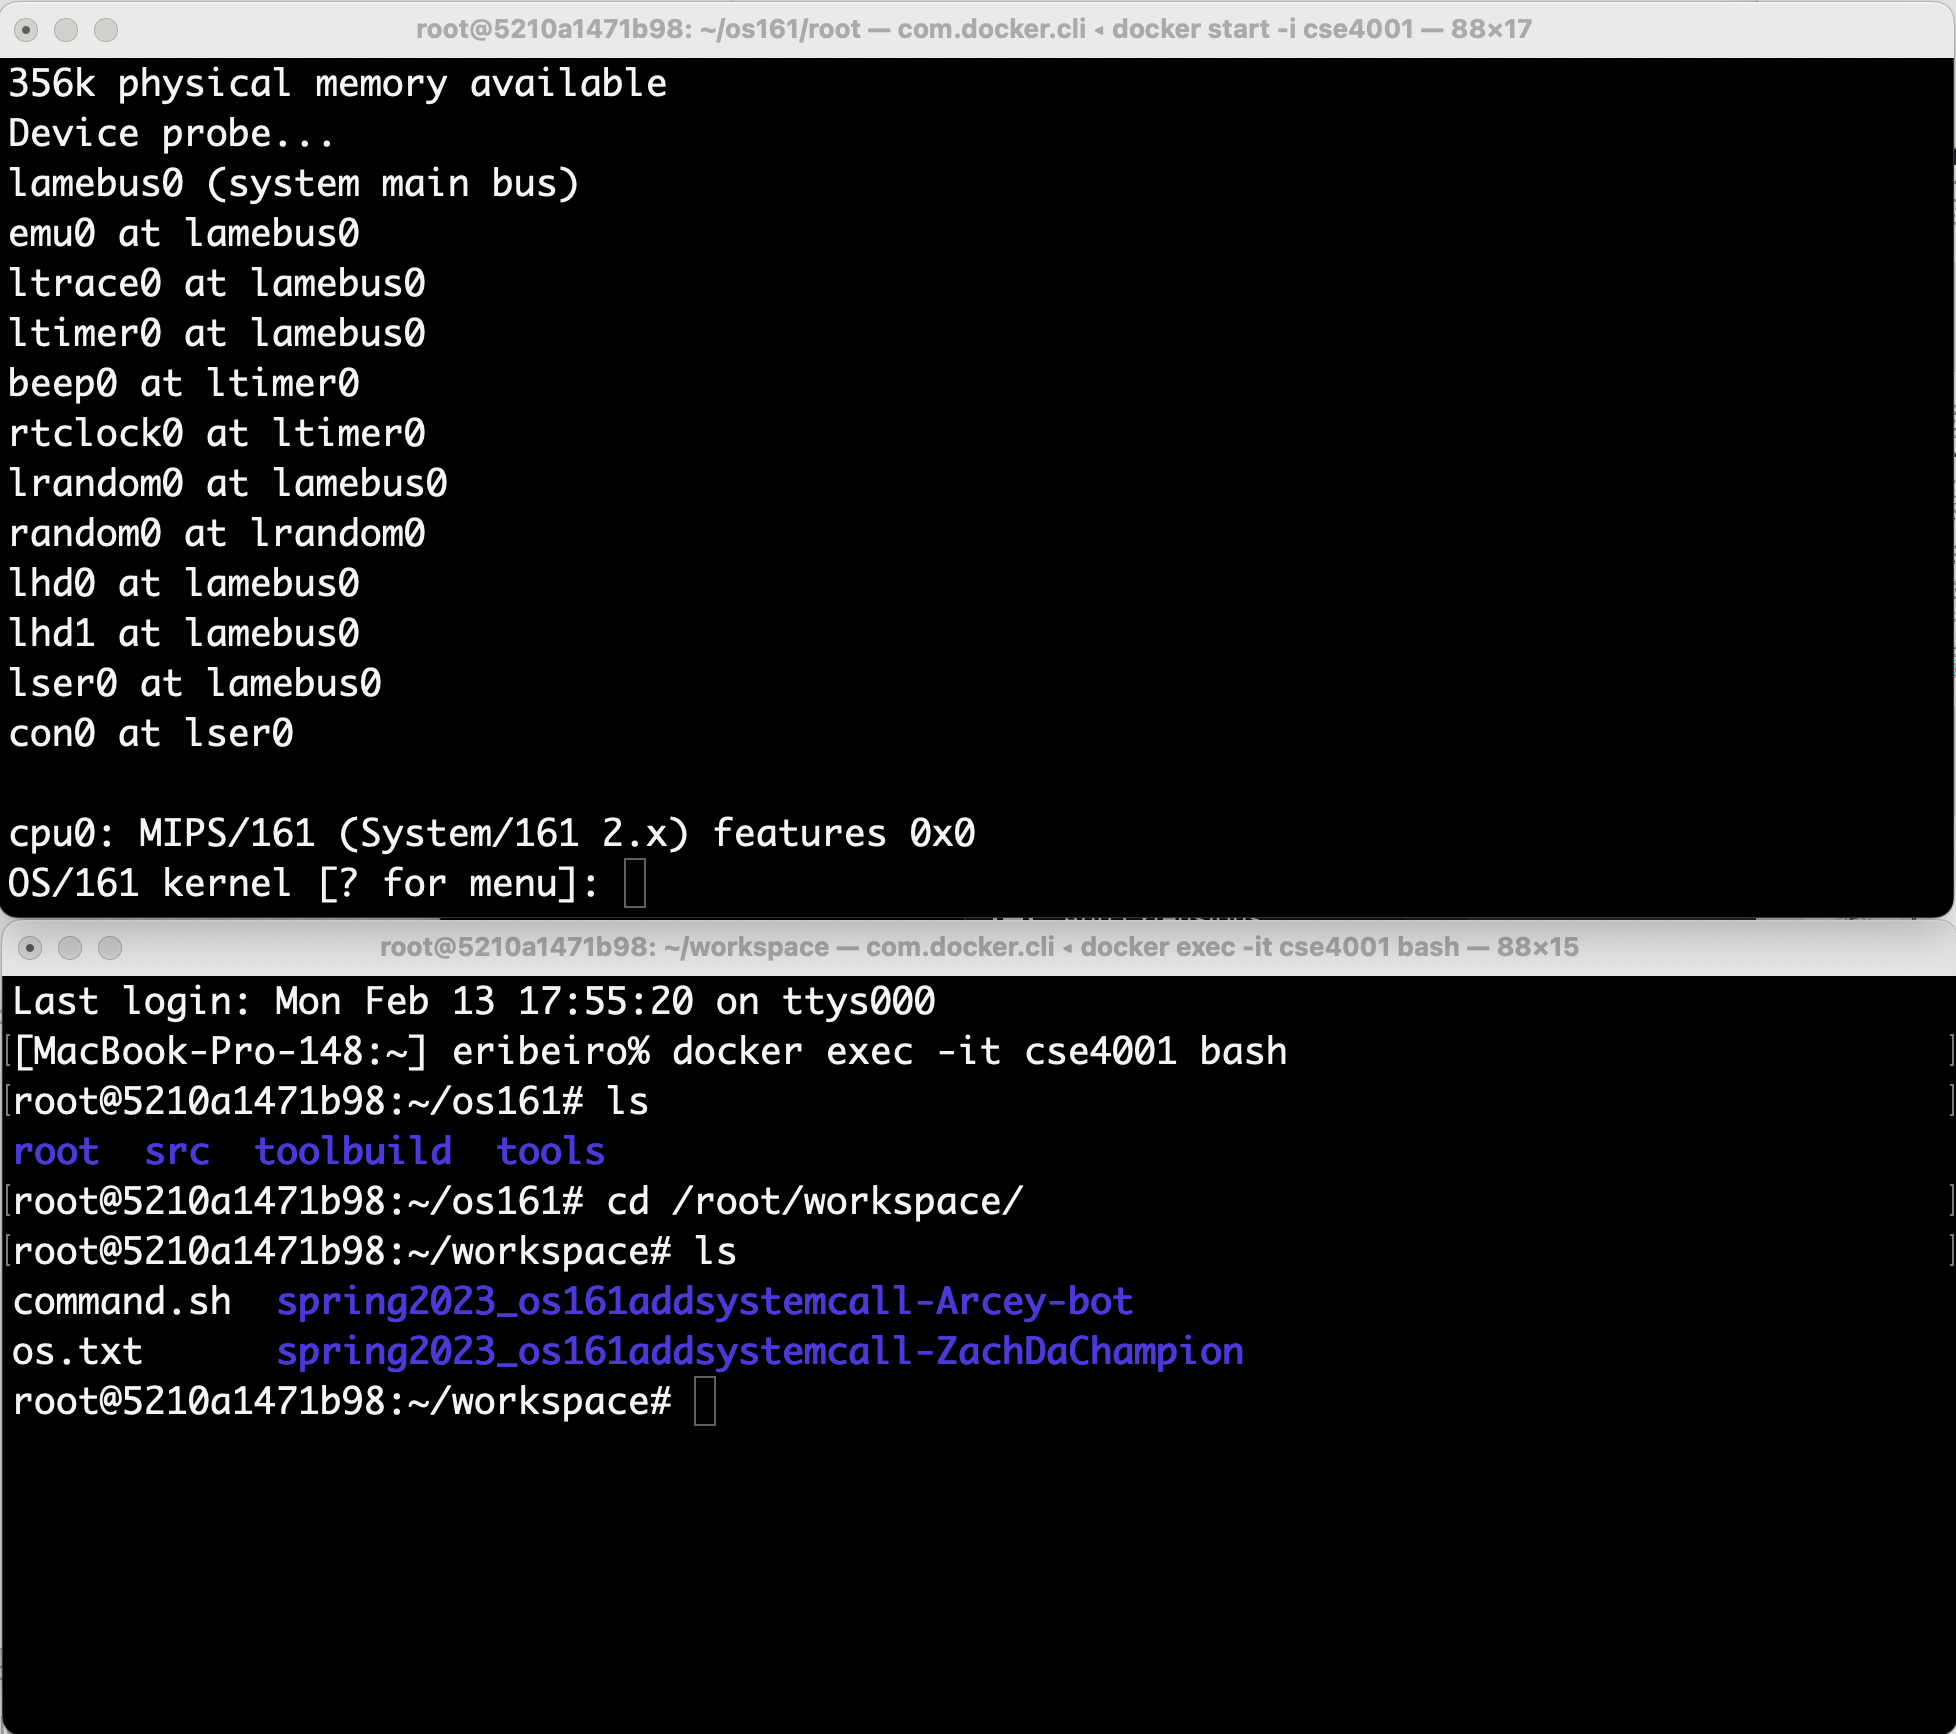 root@5210a1471b98: ~/os161/root — com.docker.cli ◂ docker start -i cse4001 — 88×17
356k physical memory available
Device probe...
lamebus0 (system main bus)
emu0 at lamebus0
ltrace0 at lamebus0
ltimer0 at lamebus0
beep0 at ltimer0
rtclock0 at ltimer0
lrandom0 at lamebus0
random0 at lrandom0
lhd0 at lamebus0
lhd1 at lamebus0
lser0 at lamebus0
con0 at lser0
cpu0: MIPS/161 (System/161 2.x) features 0x0
OS/161 kernel [? for menu]:
root@5210a1471b98: ~/workspace — com.docker.cli ◂ docker exec -it cse4001 bash — 88×15
Last login: Mon Feb 13 17:55:20 on ttys000
[MacBook-Pro-148:~] eribeiro% docker exec -it cse4001 bash
root@5210a1471b98:~/os161# ls
root  src  toolbuild  tools
root@5210a1471b98:~/os161# cd /root/workspace/
root@5210a1471b98:~/workspace# ls
command.sh  spring2023_os161addsystemcall-Arcey-bot
os.txt      spring2023_os161addsystemcall-ZachDaChampion
root@5210a1471b98:~/workspace#